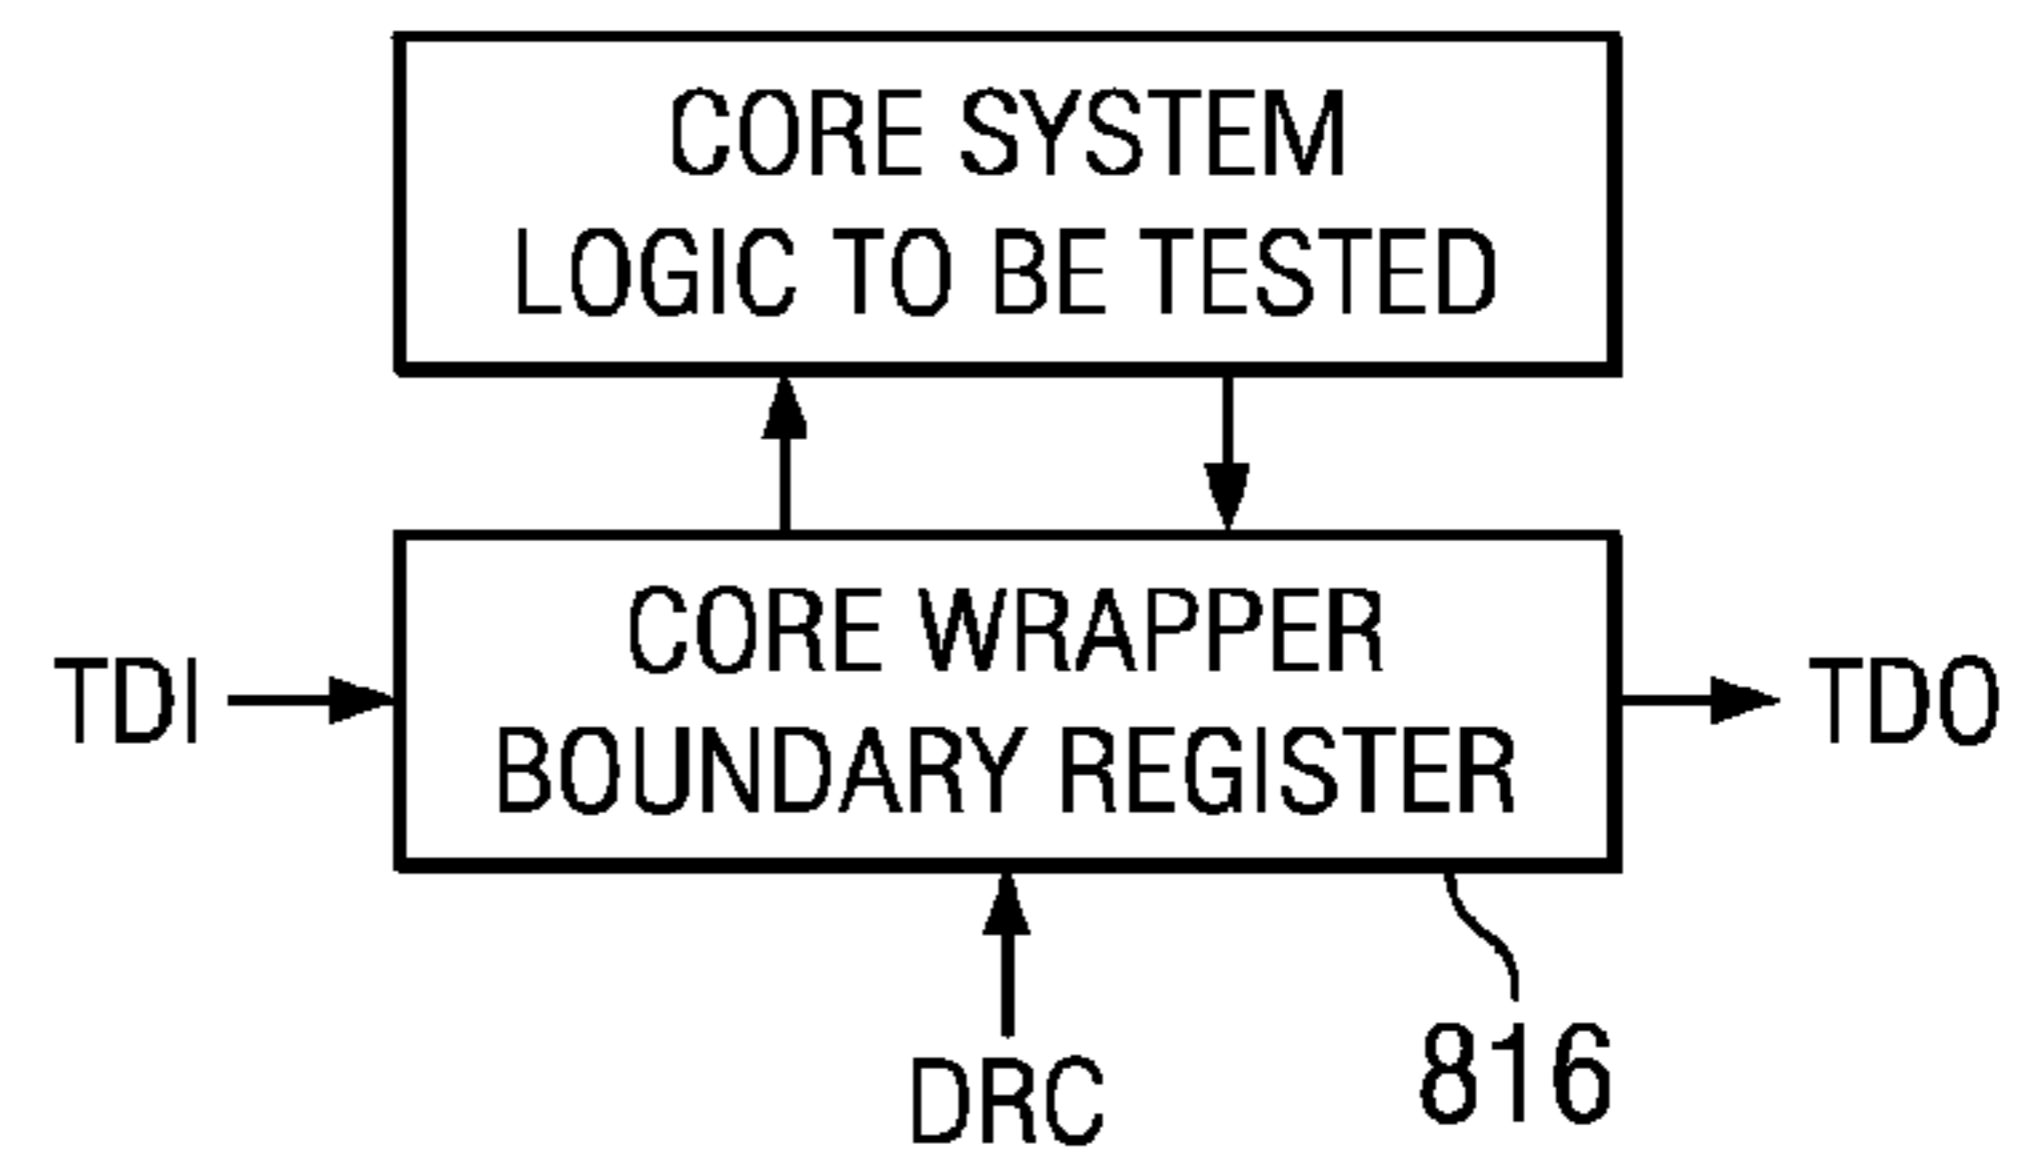 CORE SYSTEM
LOGIC TO BE TESTED
CORE WRAPPER
BOUNDARY REGISTER
TDI
TDO
DRC
816